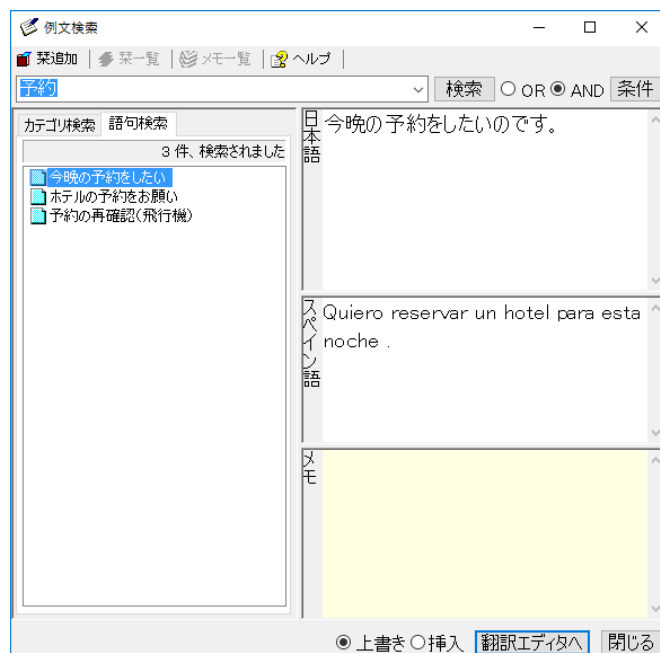 例文検索
栞追加 栞一覧 メモ一覧 ヘルプ
予約 検索 OR AND 条件
カテゴリ検索 語句検索
3 件、検索されました
今晩の予約をしたい
ホテルの予約をお願い
予約の再確認(飛行機)
日本語
今晩の予約をしたいのです。
スペイン語
Quiero reservar un hotel para esta
noche .
メモ
上書き 挿入 翻訳エディタへ 閉じる